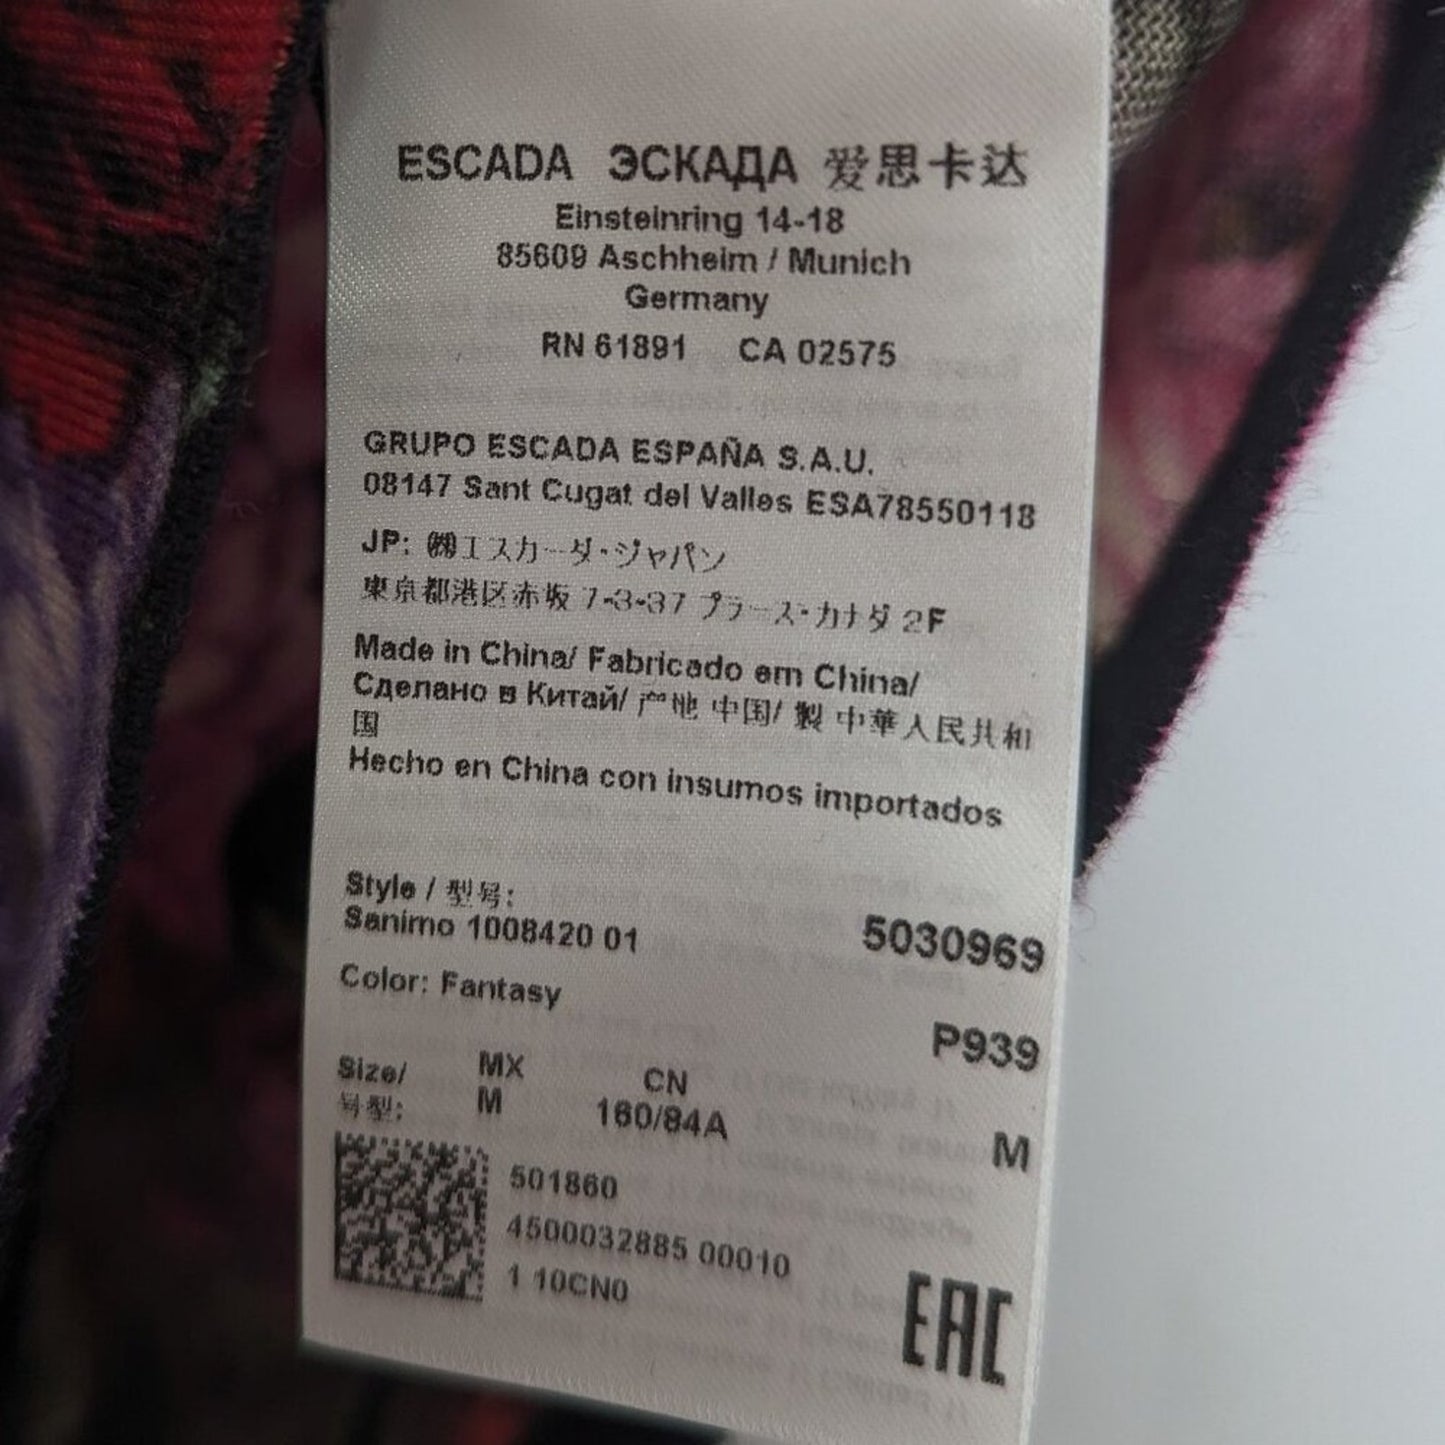 ESCADA ЭСКАДА 爱思卡达
Einsteinring 14-18
85609 Aschheim / Munich
Germany
RN 61891 CA 02575
GRUPO ESCADA ESPAÑA S.A.U.
08147 Sant Cugat del Valles ESA78550118
JP: ㈱エスカーダ・ジャパン
東京都港区赤坂 7-3-37 プラース・カナダ 2F
Made in China/ Fabricado em China/
Сделано в Китай/ 产地 中国/ 製 中華人民共和
国
Hecho en China con insumos importados
Style / 型号:
Sanimo 1008420 01 5030969
Color: Fantasy
P939
Size/ MX CN
号型: M 160/84A M
501860
4500032885 00010
1 10CN0
EAC